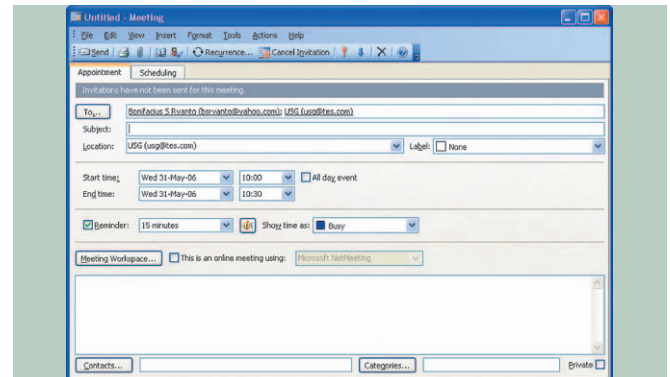 Untitled - Meeting
File Edit View Insert Format Tools Actions Help
Send Recurrence... Cancel Invitation
Appointment Scheduling
Invitations have not been sent for this meeting.
To... Bonifacius S Ryanto (bsryanto@yahoo.com); USG (usg@tes.com)
Subject:
Location: USG (usg@tes.com) Label: None
Start time: Wed 31-May-06 10:00 All day event
End time: Wed 31-May-06 10:30
Reminder: 15 minutes Show time as: Busy
Meeting Workspace... This is an online meeting using: Microsoft NetMeeting
Contacts... Categories... Private